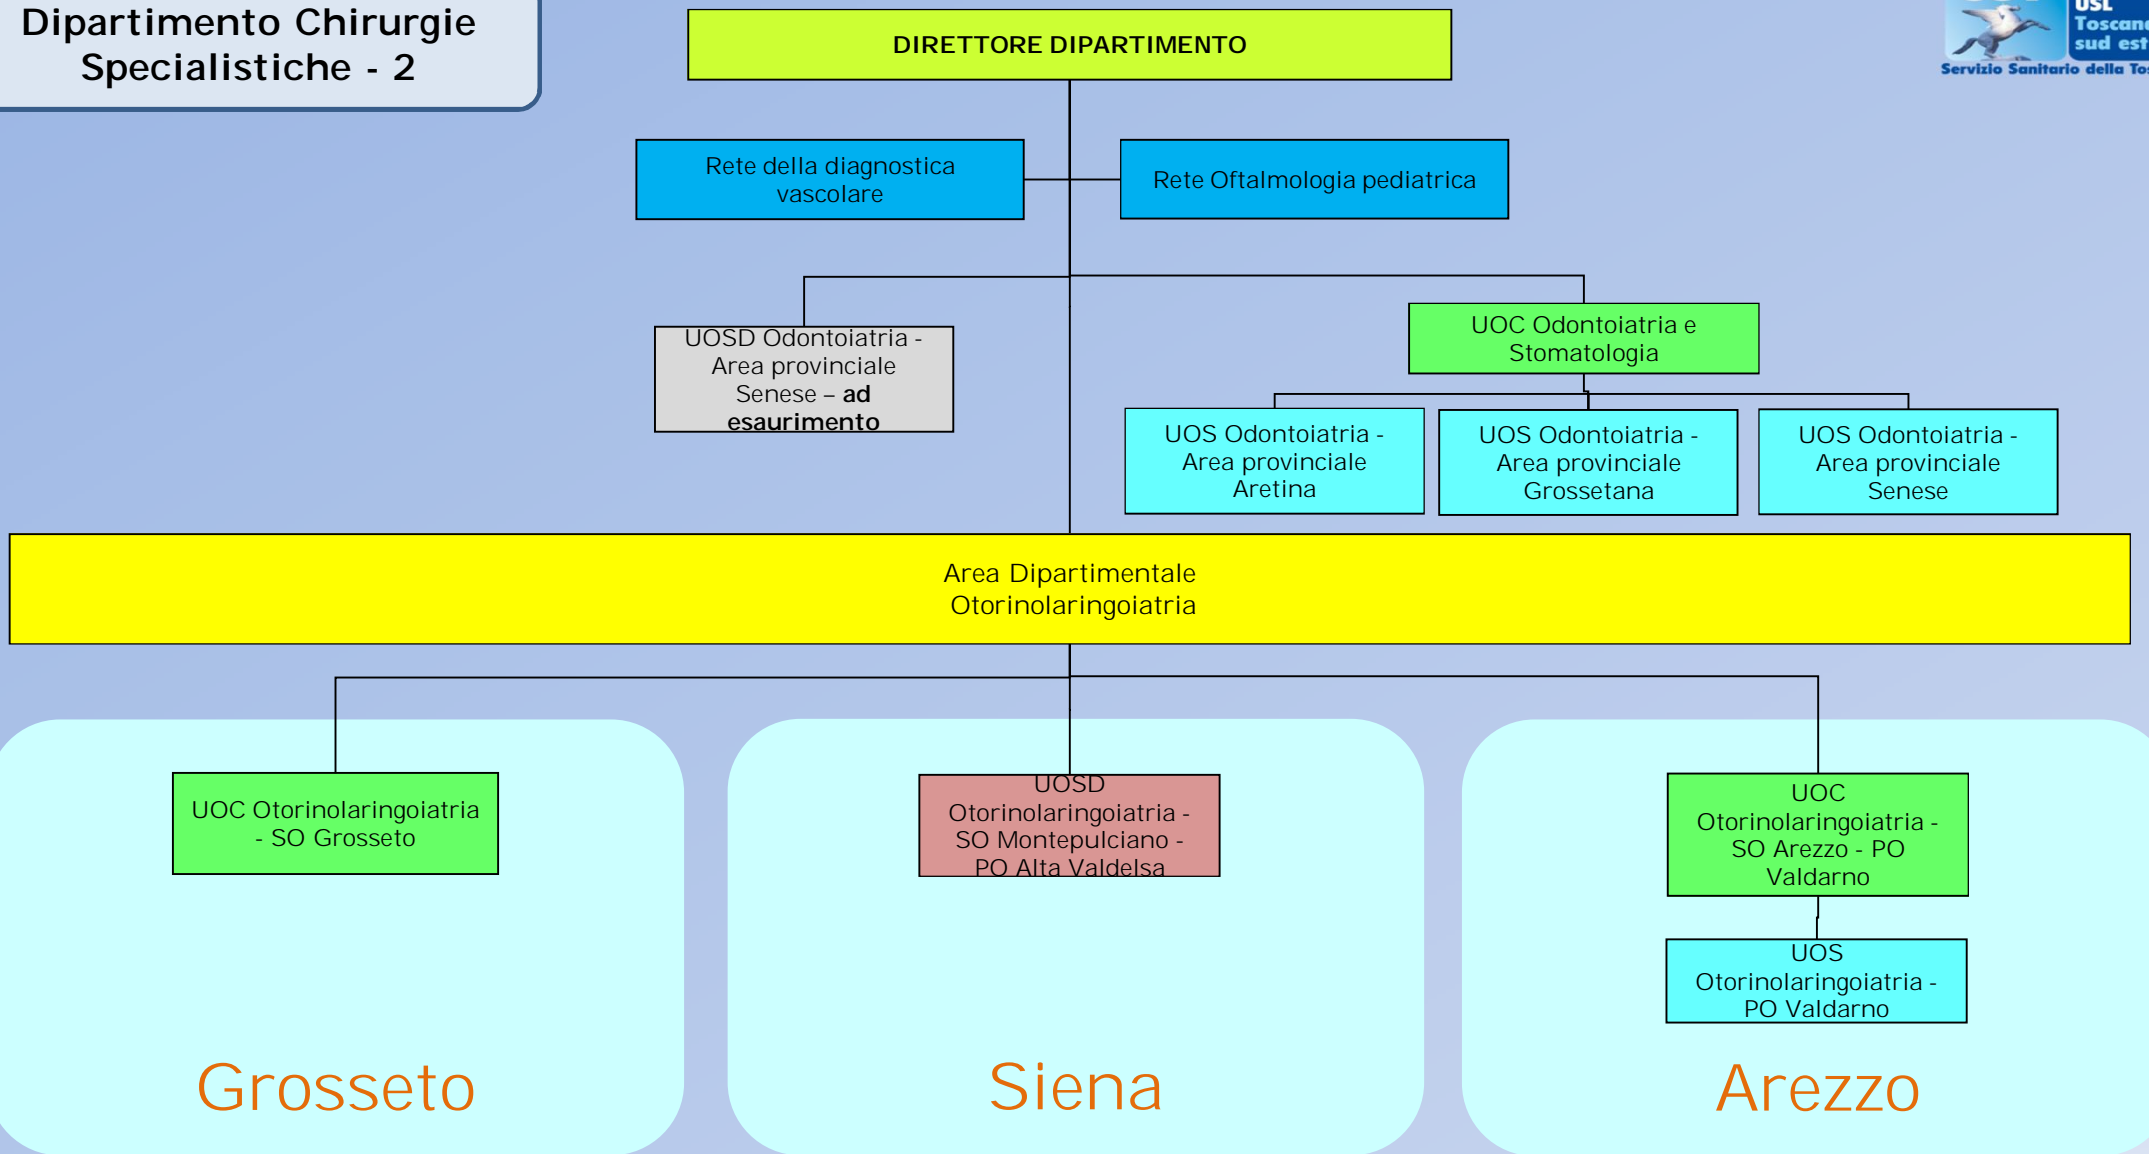 Dipartimento Chirurgie
Specialistiche - 2
DIRETTORE DIPARTIMENTO
USL
sud est
Servizio Sanitario della
Rete della diagnostica
vascolare
Rete Oftalmologia pediatrica
UOSD Odontoiatria -
Area provinciale
Senese – ad
esaurimento
UOC Odontoiatria e
Stomatologia
UOS Odontoiatria -
Area provinciale
Aretina
UOS Odontoiatria -
Area provinciale
Grossetana
UOS Odontoiatria -
Area provinciale
Senese
Area Dipartimentale
Otorinolaringoiatria
UOC Otorinolaringoiatria
- SO Grosseto
UOSD
Otorinolaringoiatria -
SO Montepulciano -
PO Alta Valdelsa
UOC
Otorinolaringoiatria -
SO Arezzo - PO
Valdarno
UOS
Otorinolaringoiatria -
PO Valdarno
Grosseto
Siena
Arezzo